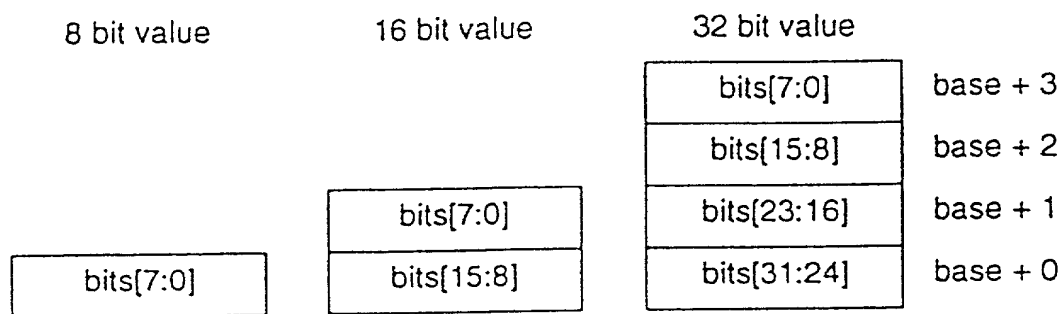 8 bit value 16 bit value 32 bit value
bits[7:0] base + 3
bits[15:8] base + 2
bits[7:0] bits[23:16] base + 1
bits[7:0] bits[15:8] bits[31:24] base + 0